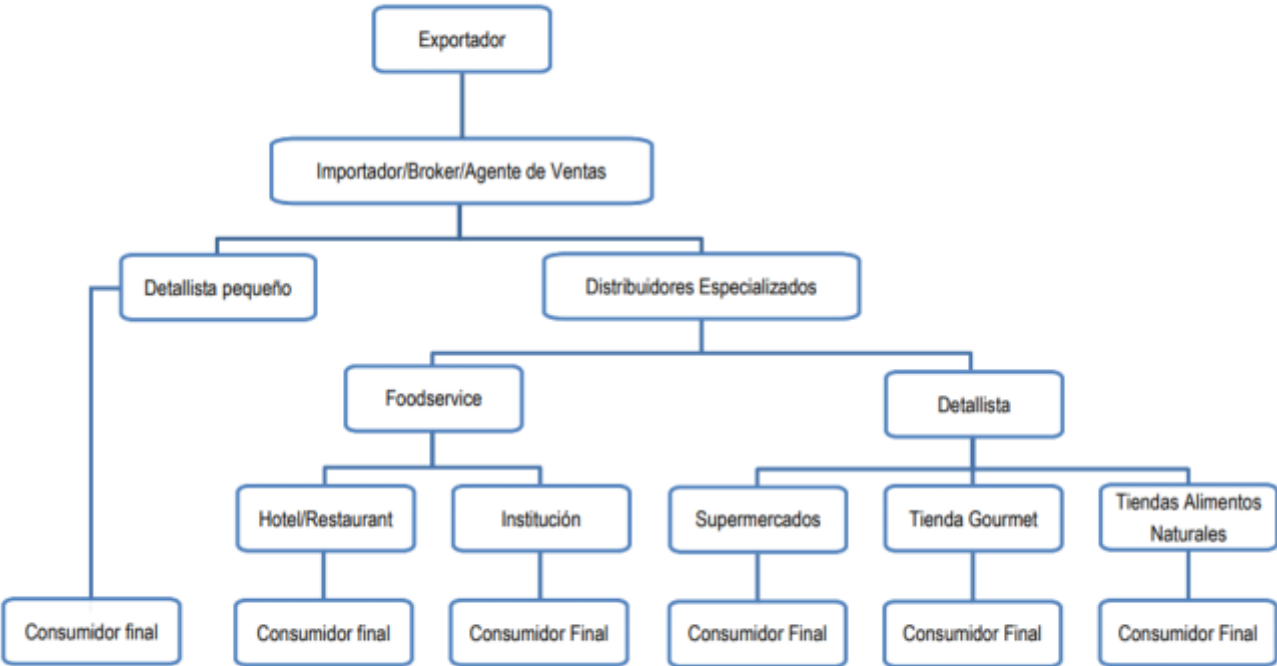 Exportador
Importador/Broker/Agente de Ventas
Detallista pequeño
Distribuidores Especializados
Foodservice
Detallista
Hotel/Restaurant
Institución
Supermercados
Tienda Gourmet
Tiendas Alimentos
Naturales
Consumidor final
Consumidor final
Consumidor Final
Consumidor Final
Consumidor Final
Consumidor Final